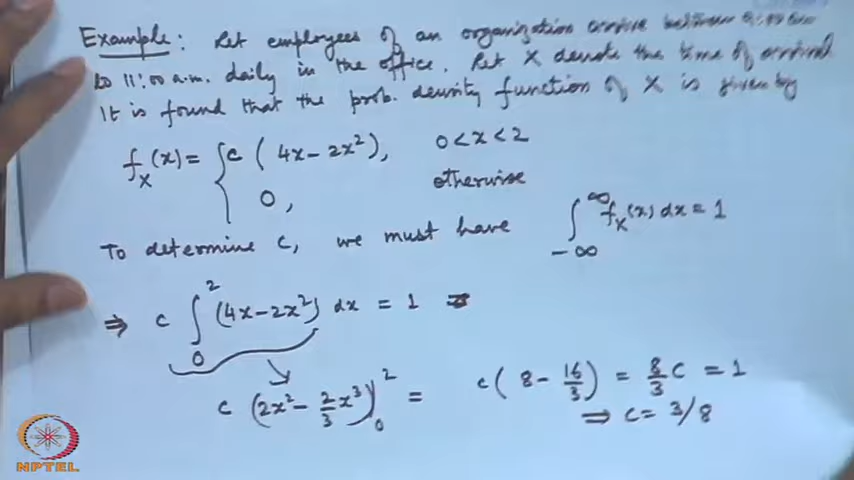 Example: Let employees of an organization arrive between
to 11:00 a.m. daily in the office. Let X denote the time of arrival
It is found that the prob. density function of X is given by
f_X(x) = { c (4x-2x²), 0<x<2
0, otherwise
To determine c, we must have ∫_{-∞}^{∞} f_X(x) dx = 1
⇒ c ∫_0^2 (4x-2x²) dx = 1
c (2x² - 2/3 x³)|_0^2 = c(8 - 16/3) = 8/3 c = 1
⇒ c = 3/8
NPTEL